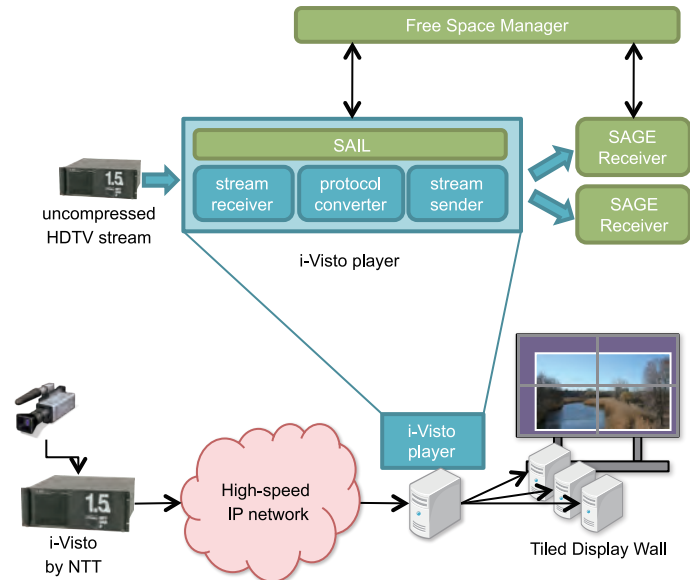 Free Space Manager
SAIL
stream
receiver
protocol
converter
stream
sender
SAGE
Receiver
SAGE
Receiver
1.5
uncompressed
HDTV stream
i-Visto player
i-Visto
player
1.5
High-speed
IP network
i-Visto
by NTT
Tiled Display Wall